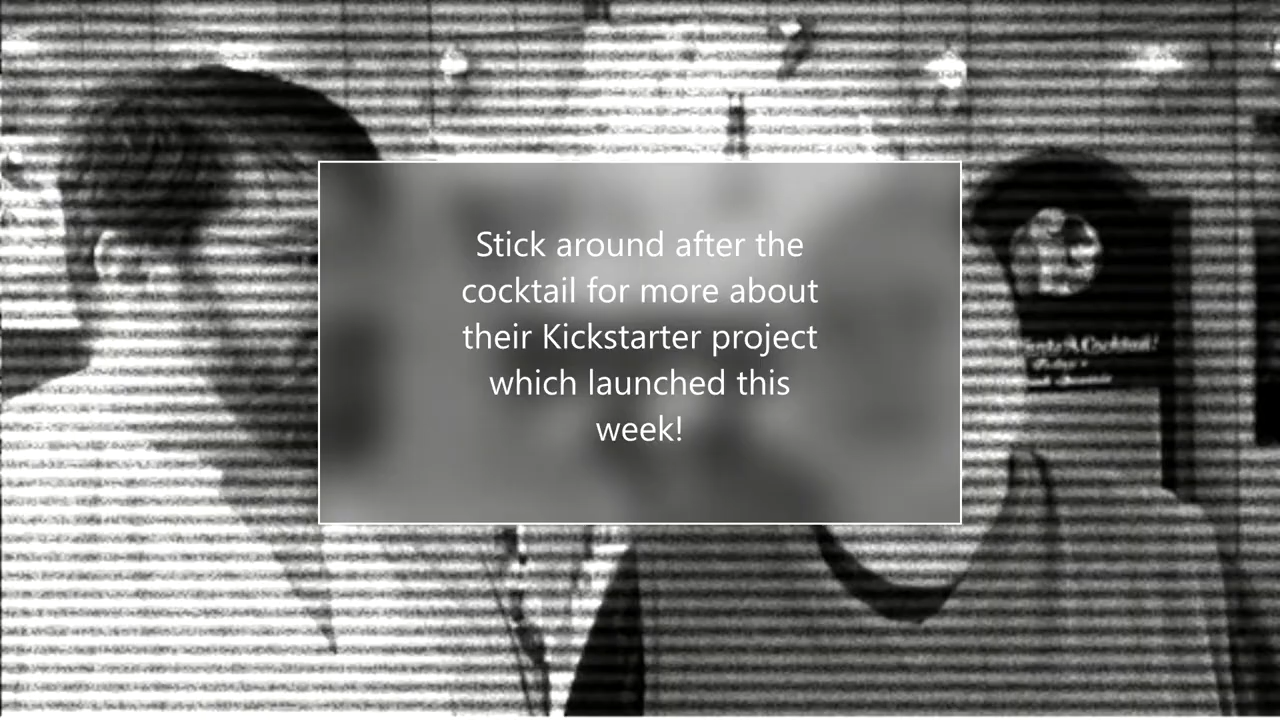 Stick around after the
cocktail for more about
their Kickstarter project
which launched this
week!